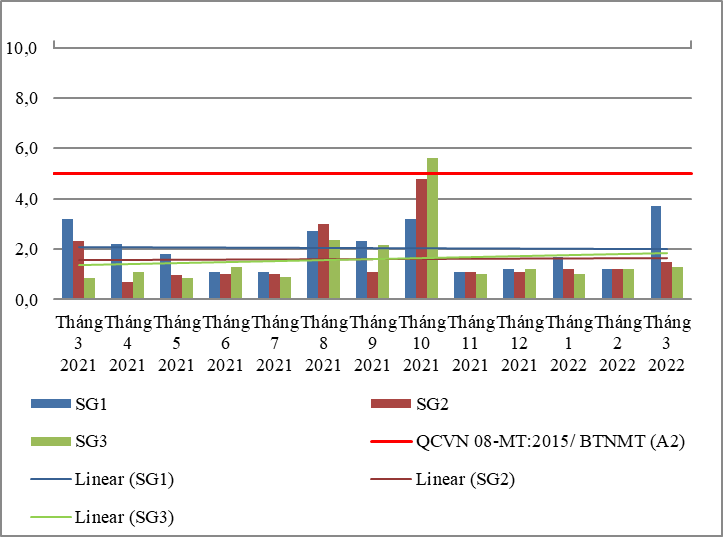 10,0
8,0
6,0
4,0
2,0
0,0
Tháng Tháng Tháng Tháng Tháng Tháng Tháng Tháng Tháng Tháng Tháng Tháng Tháng
3 4 5 6 7 8 9 10 11 12 1 2 3
2021 2021 2021 2021 2021 2021 2021 2021 2021 2021 2022 2022 2022
SG1 SG2
SG3 QCVN 08-MT:2015/ BTNMT (A2)
Linear (SG1) Linear (SG2)
Linear (SG3)